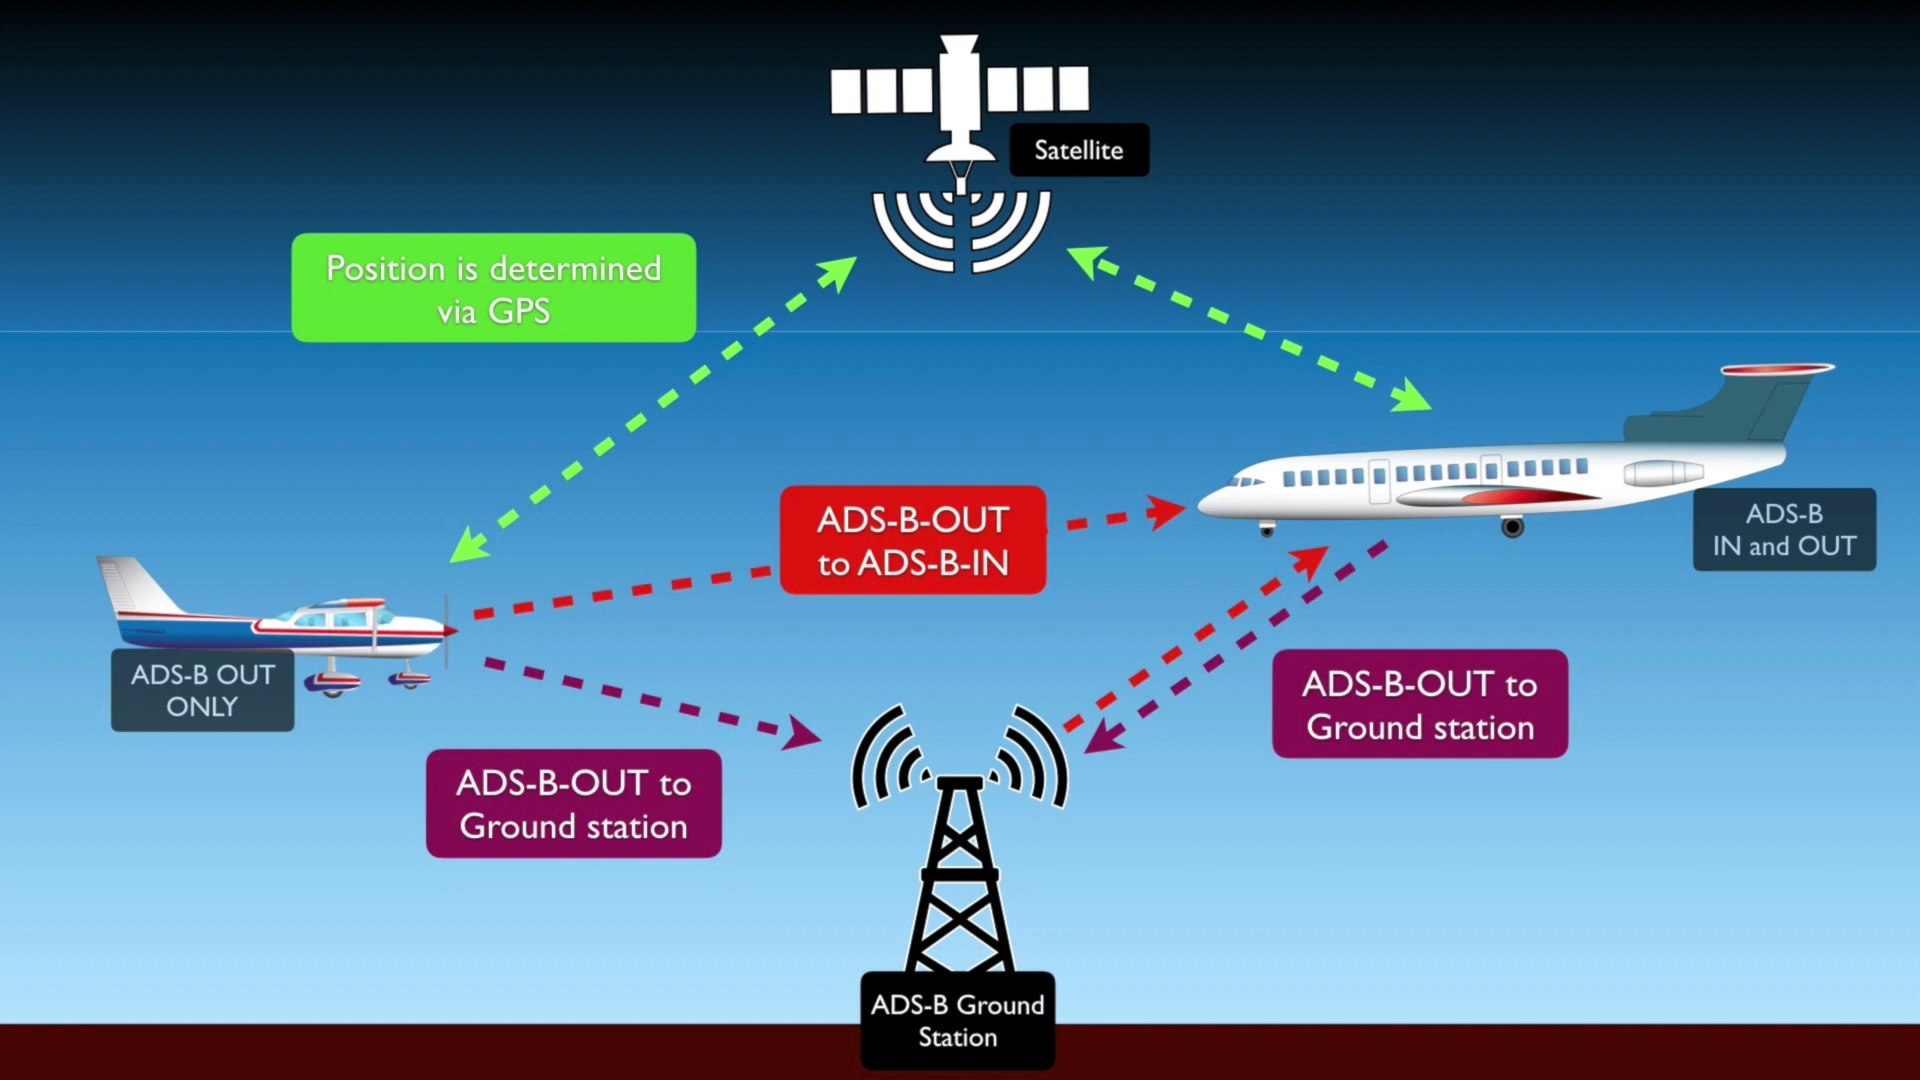 Satellite
Position is determined
via GPS
ADS-B-OUT
to ADS-B-IN
ADS-B
IN and OUT
ADS-B OUT
ONLY
ADS-B-OUT to
Ground station
ADS-B-OUT to
Ground station
ADS-B Ground
Station